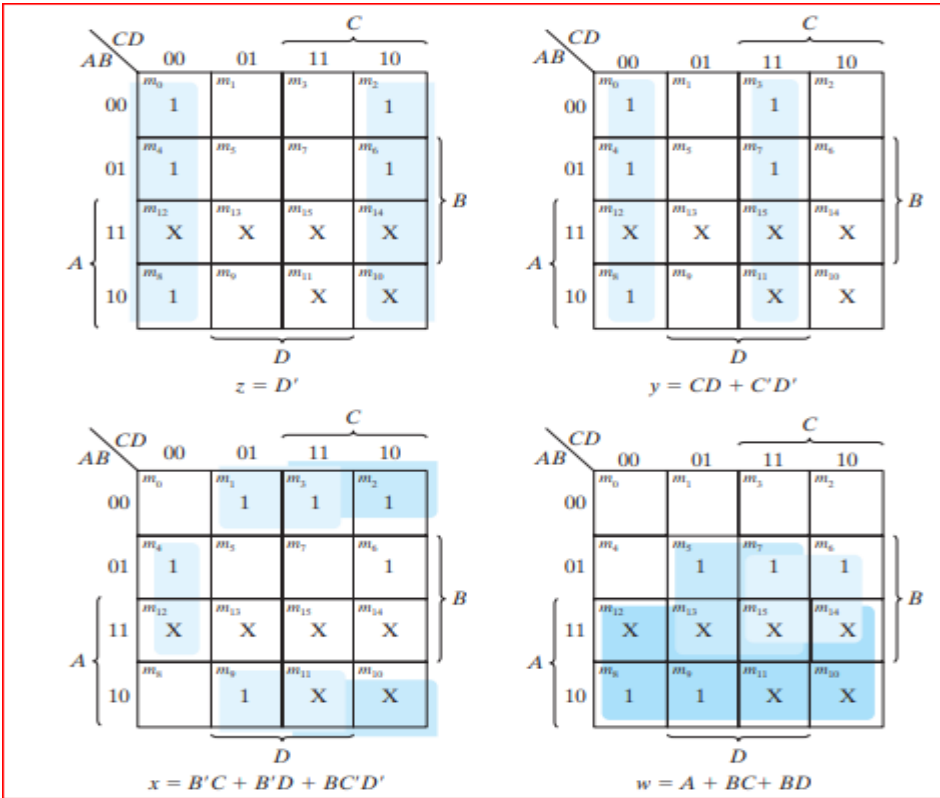 C
CD
AB 00 01 11 10
m₀ m₁ m₃ m₂
00 1 1
m₄ m₅ m₇ m₆
01 1 1
B
m₁₂ m₁₃ m₁₅ m₁₄
11 X X X X
A
m₈ m₉ m₁₁ m₁₀
10 1 X X
D
z = D′
C
CD
AB 00 01 11 10
m₀ m₁ m₃ m₂
00 1 1
m₄ m₅ m₇ m₆
01 1 1
B
m₁₂ m₁₃ m₁₅ m₁₄
11 X X X X
A
m₈ m₉ m₁₁ m₁₀
10 1 X X
D
y = CD + C′D′
C
CD
AB 00 01 11 10
m₀ m₁ m₃ m₂
00 1 1 1
m₄ m₅ m₇ m₆
01 1 1
B
m₁₂ m₁₃ m₁₅ m₁₄
11 X X X X
A
m₈ m₉ m₁₁ m₁₀
10 1 X X
D
x = B′C + B′D + BC′D′
C
CD
AB 00 01 11 10
m₀ m₁ m₃ m₂
00
m₄ m₅ m₇ m₆
01 1 1 1
B
m₁₂ m₁₃ m₁₅ m₁₄
11 X X X X
A
m₈ m₉ m₁₁ m₁₀
10 1 1 X X
D
w = A + BC+ BD